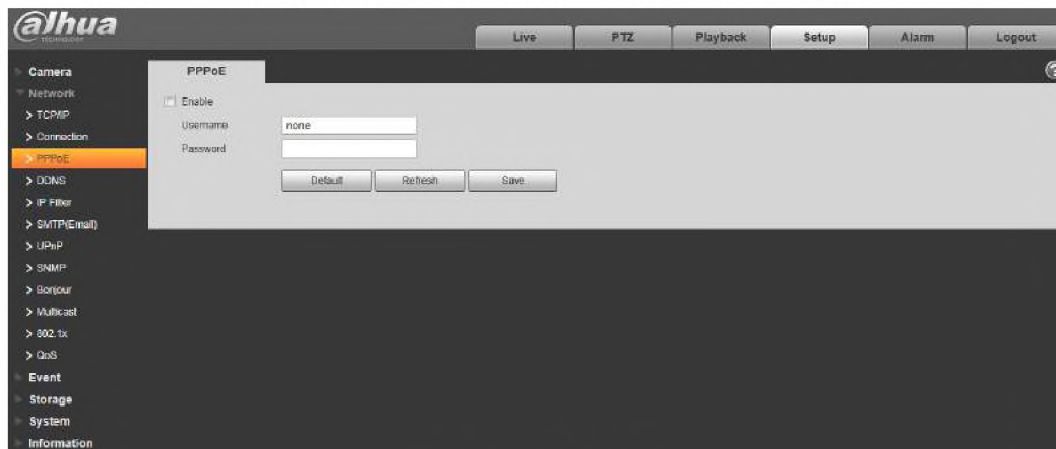 alhua
TECHNOLOGY
Live PTZ Playback Setup Alarm Logout
Camera
Network
> TCP/IP
> Connection
> PPPoE
> DDNS
> IP Filter
> SMTP(Email)
> UPnP
> SNMP
> Bonjour
> Multicast
> 802.1x
> QoS
Event
Storage
System
Information
PPPoE
?
Enable
Username none
Password
Default Refresh Save